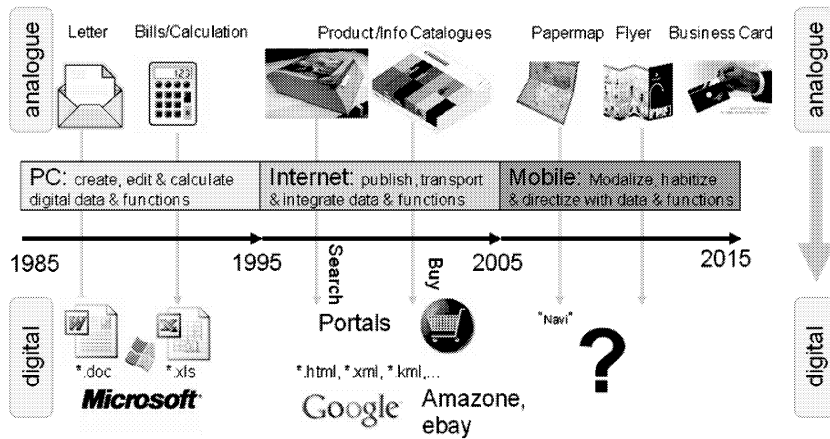 analogue
Letter
Bills/Calculation
Product/Info Catalogues
Papermap
Flyer
Business Card
analogue
123
PC: create, edit & calculate
digital data & functions
Internet: publish, transport
& integrate data & functions
Mobile: Modalize, habitize
& directize with data & functions
1985
1995
2005
2015
Search
Buy
digital
W
*.doc
X
*.xls
Microsoft
Portals
*.html, *.xml, *.kml,...
Google
Amazone,
ebay
"Navi"
?
digital